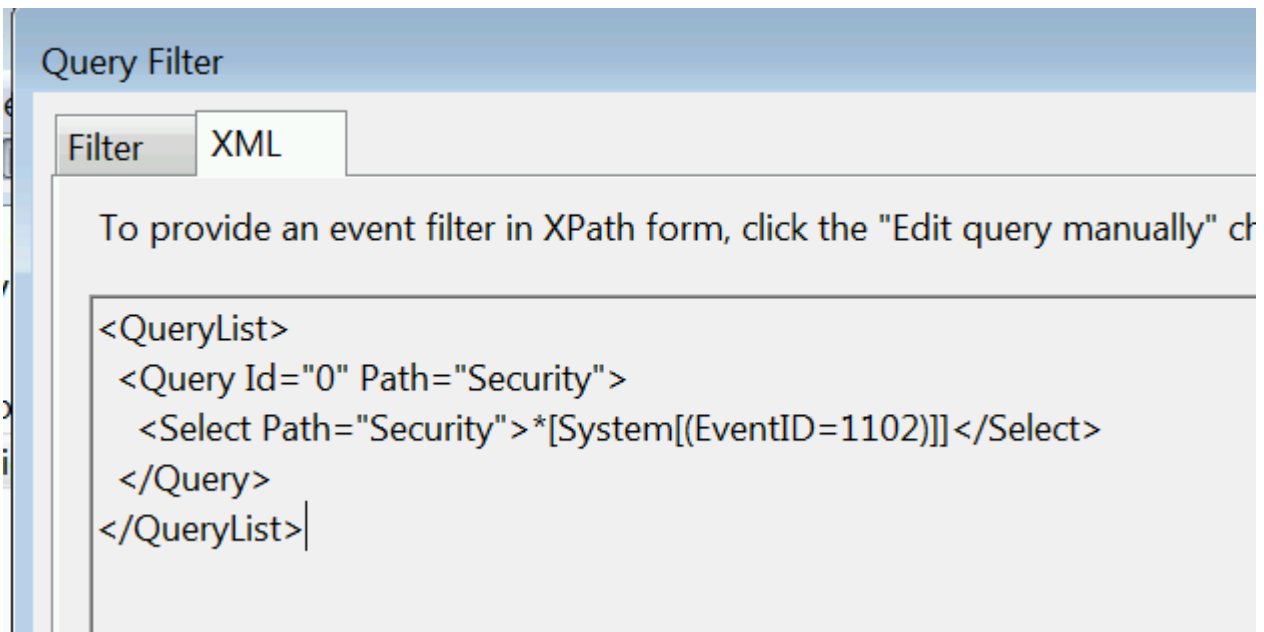 Query Filter
Filter XML
To provide an event filter in XPath form, click the "Edit query manually"
<QueryList>
<Query Id="0" Path="Security">
<Select Path="Security">*[System[(EventID=1102)]]</Select>
</Query>
</QueryList>